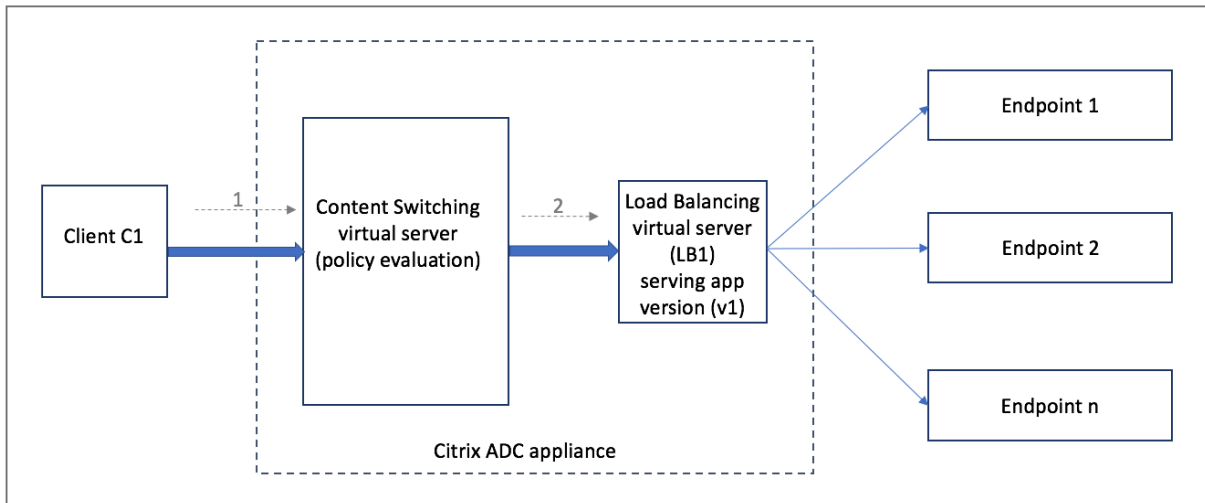 Client C1
1
Content Switching
virtual server
(policy evaluation)
2
Load Balancing
virtual server
(LB1)
serving app
version (v1)
Endpoint 1
Endpoint 2
Endpoint n
Citrix ADC appliance